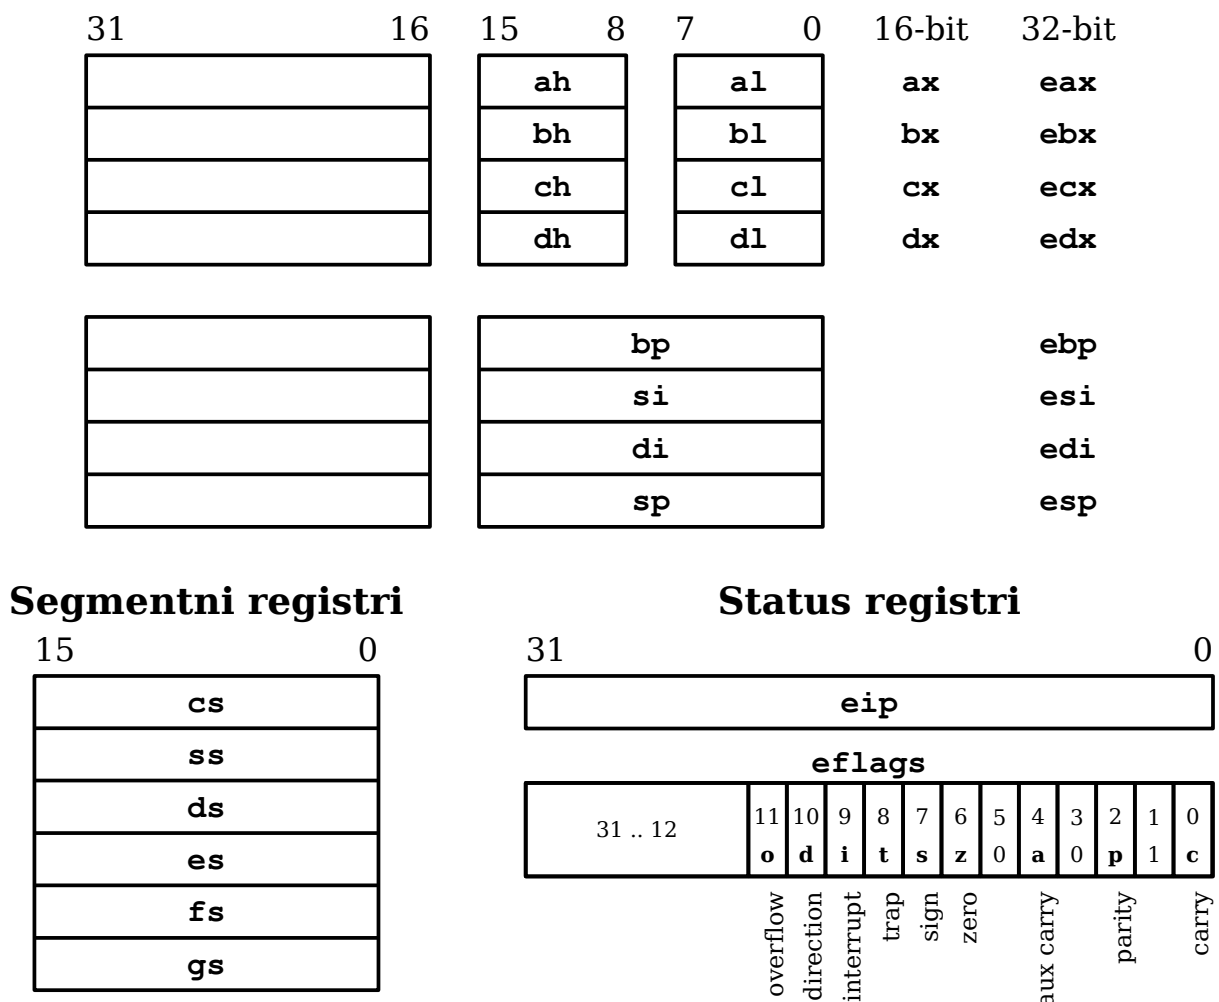 31 16 15 8 7 0 16-bit 32-bit
ah al ax eax
bh bl bx ebx
ch cl cx ecx
dh dl dx edx
bp ebp
si esi
di edi
sp esp
Segmentni registri
15 0
cs
ss
ds
es
fs
gs
Status registri
31 0
eip
eflags
31 .. 12 11 10 9 8 7 6 5 4 3 2 1 0
o d i t s z 0 a 0 p 1 c
overflow
direction
interrupt
trap
sign
zero
aux carry
parity
carry